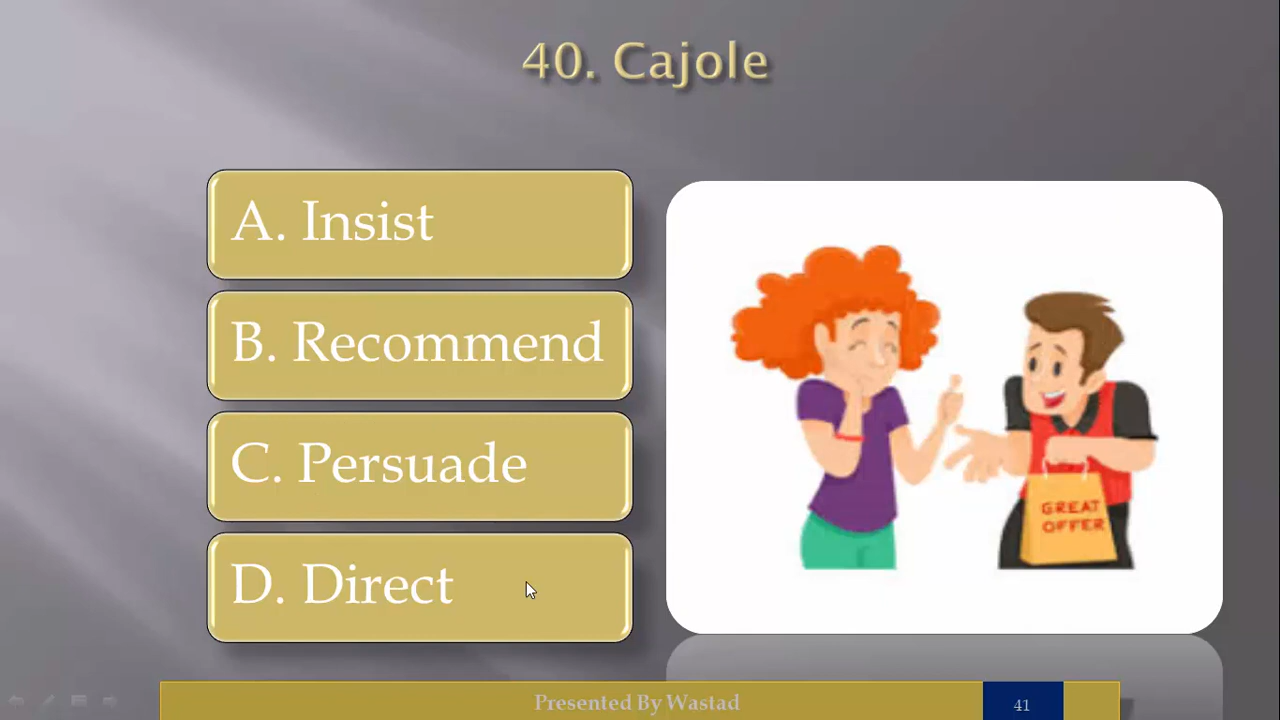 40. Cajole
A. Insist
B. Recommend
C. Persuade
D. Direct
GREAT
OFFER
Presented By Wastad
41